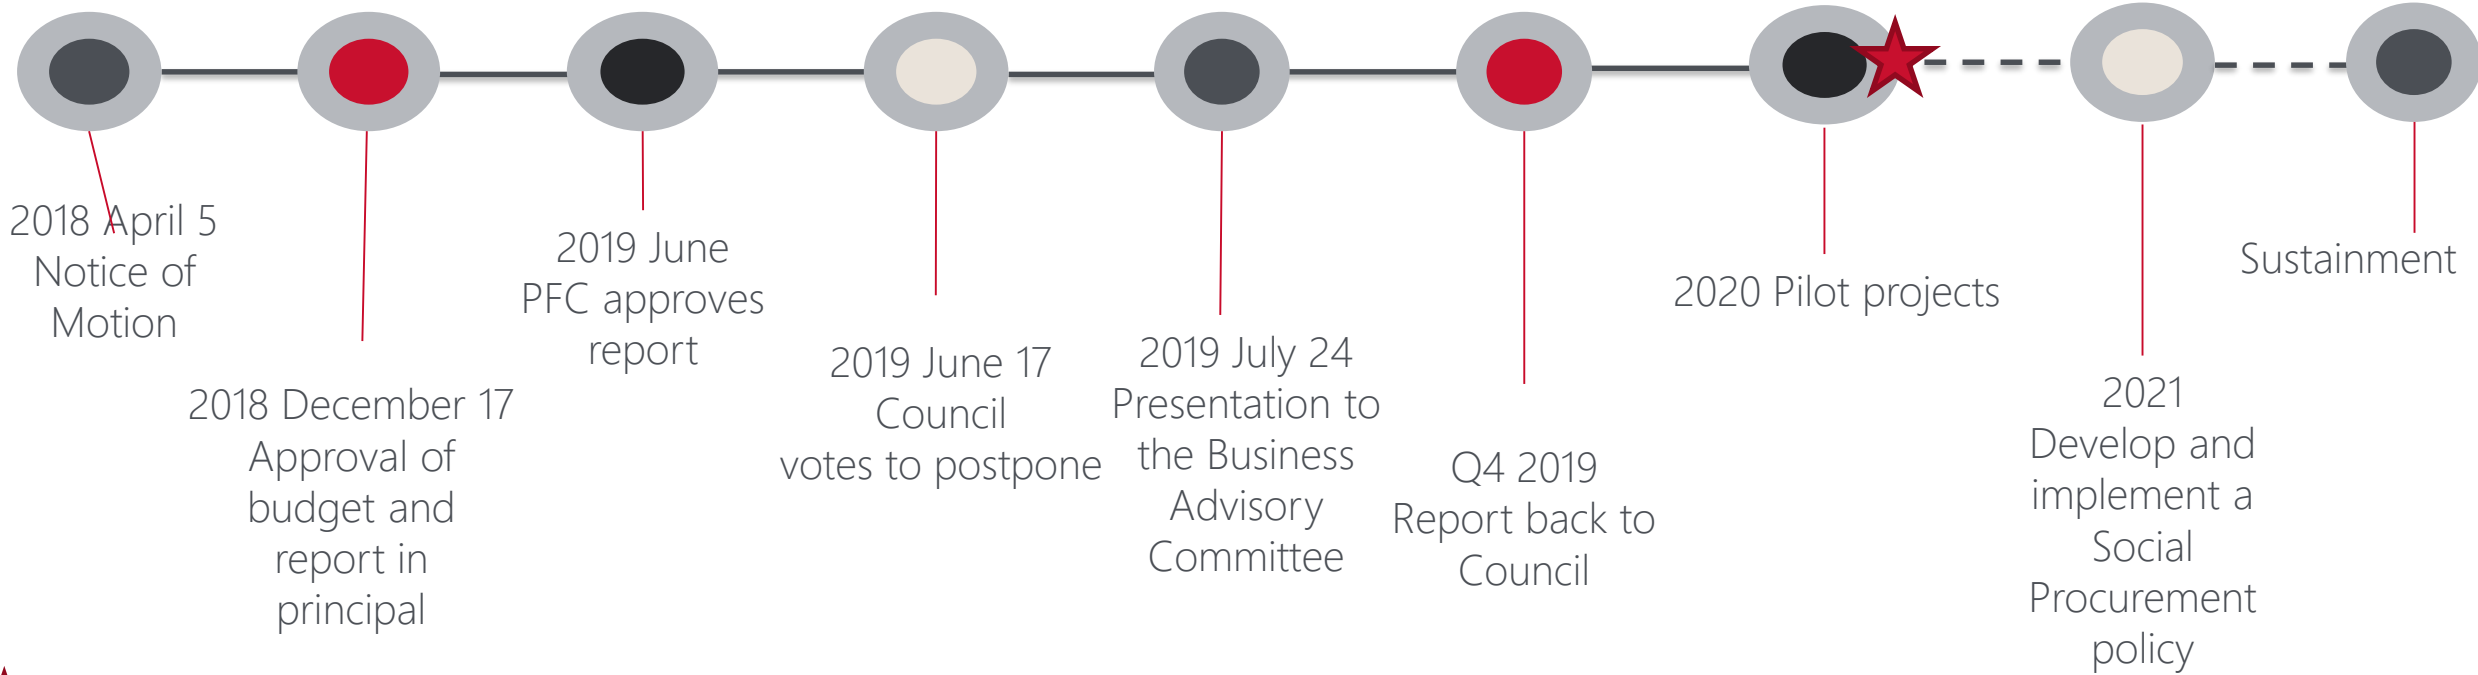 2018 April 5
Notice of
Motion
2018 December 17
Approval of
budget and
report in
principal
2019 June
PFC approves
report
2019 June 17
Council
votes to postpone
2019 July 24
Presentation to
the Business
Advisory
Committee
Q4 2019
Report back to
Council
2020 Pilot projects
2021
Develop and
implement a
Social
Procurement
policy
Sustainment